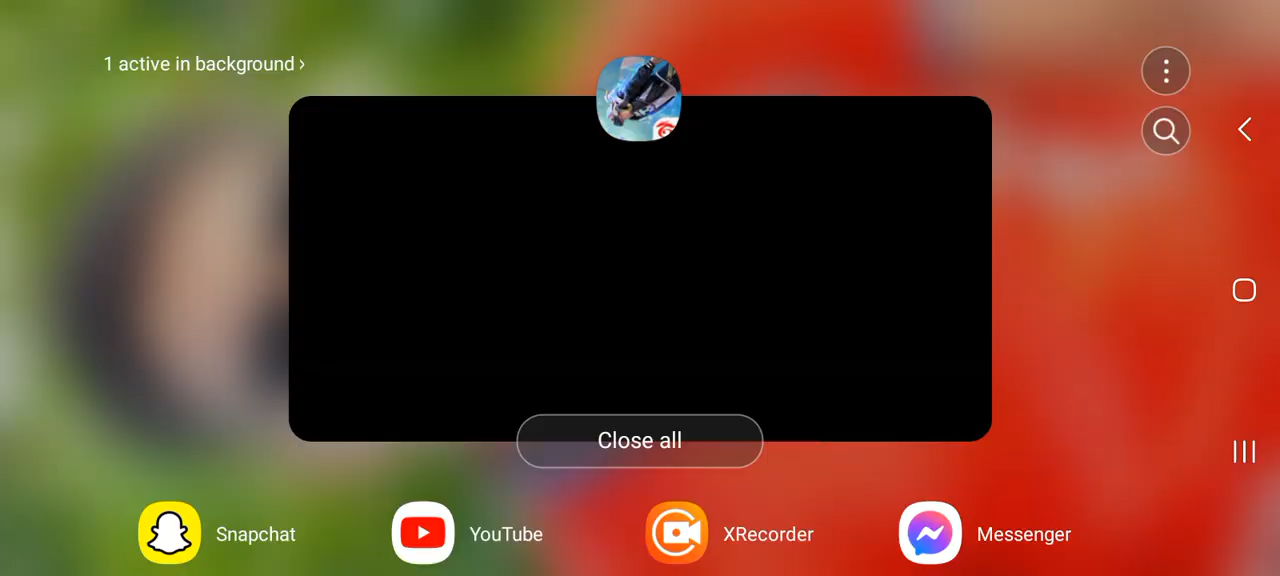 1 active in background ›
Close all
Snapchat
YouTube
XRecorder
Messenger